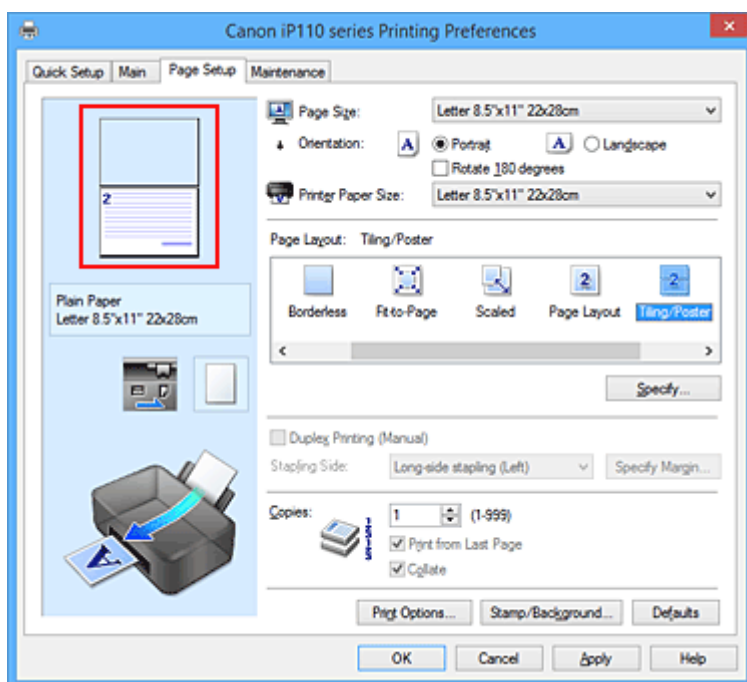 Canon iP110 series Printing Preferences
Quick Setup Main Page Setup Maintenance
Page Size: Letter 8.5"x11" 22x28cm
Orientation: A Portrait A Landscape
Rotate 180 degrees
Printer Paper Size: Letter 8.5"x11" 22x28cm
2
Page Layout: Tiling/Poster
2 2
Borderless Fit-to-Page Scaled Page Layout Tiling/Poster
Plain Paper
Letter 8.5"x11" 22x28cm
Specify...
Duplex Printing (Manual)
Stapling Side: Long-side stapling (Left) Specify Margin...
Copies: 1 (1-999)
Print from Last Page
Collate
A
Print Options... Stamp/Background... Defaults
OK Cancel Apply Help